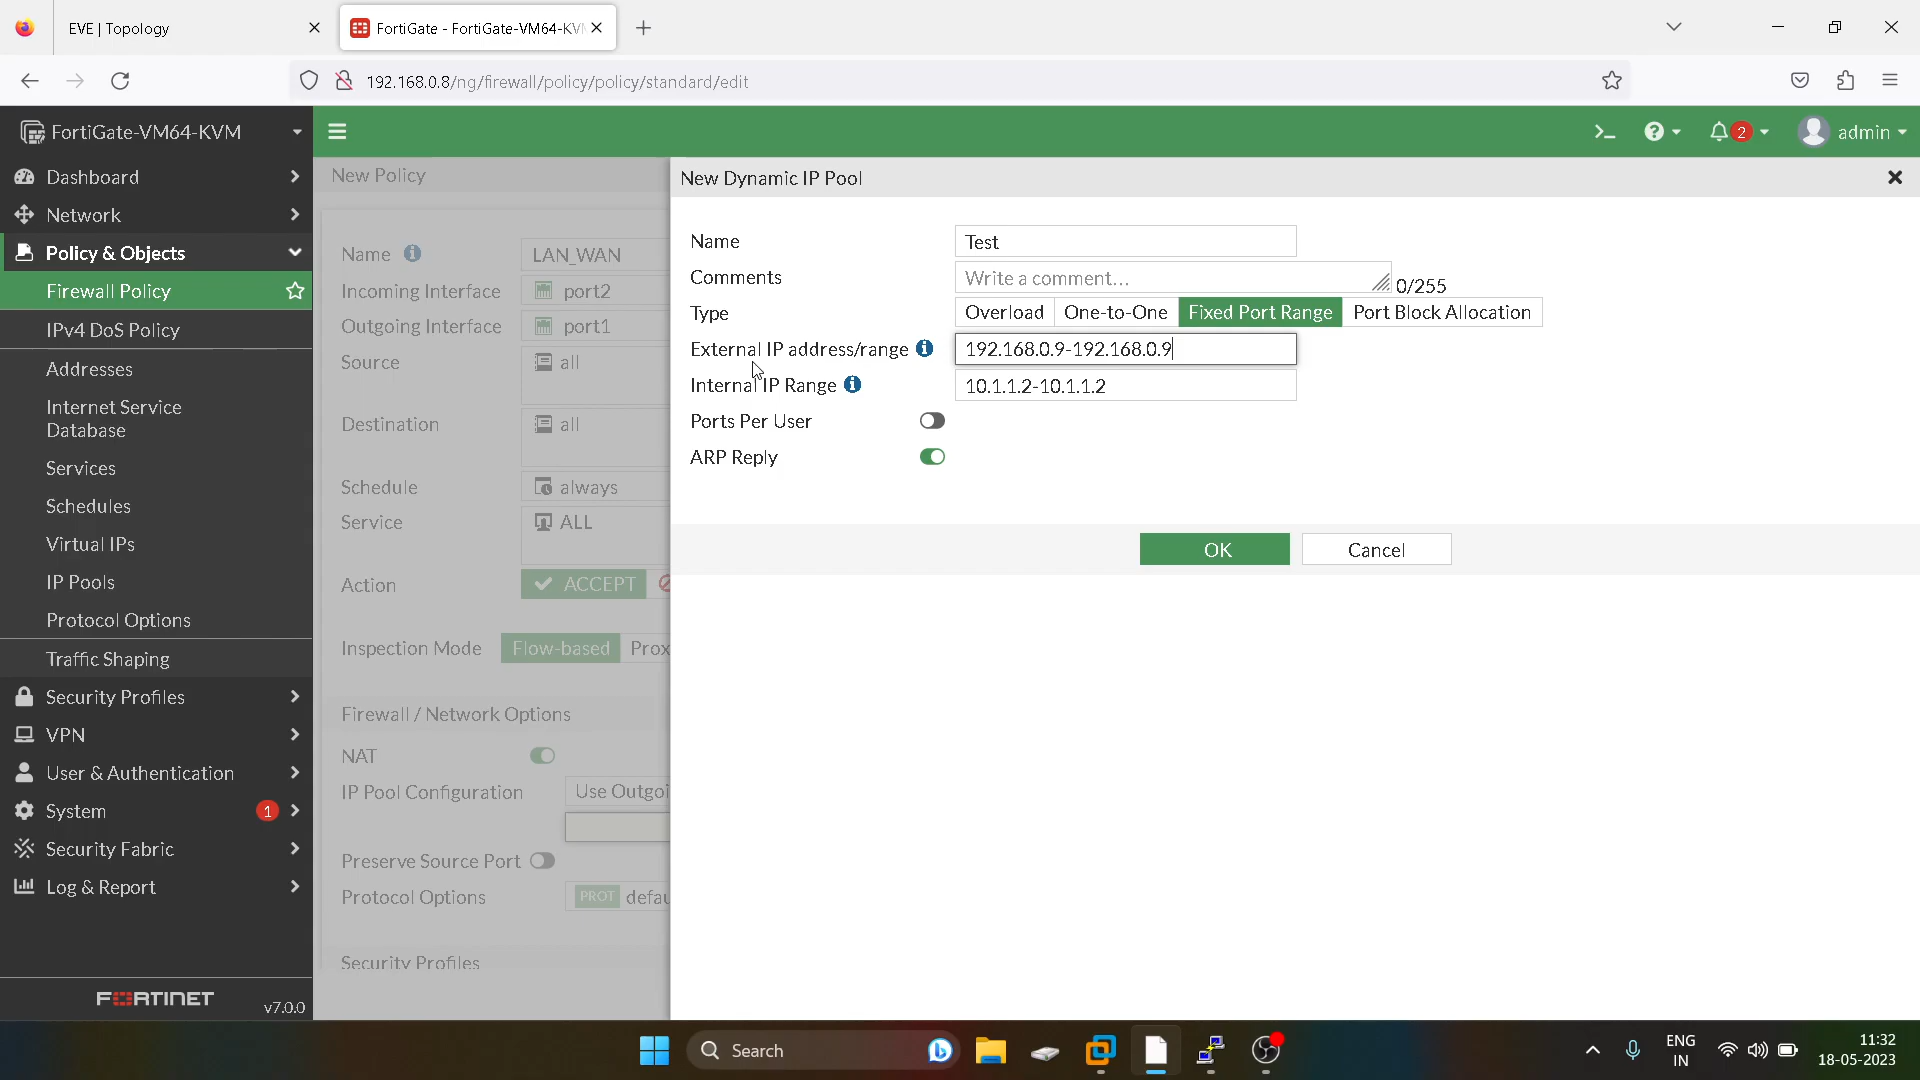 EVE | Topology
FortiGate - FortiGate-VM64-KVM
192.168.0.8/ng/firewall/policy/policy/standard/edit
FortiGate-VM64-KVM
2
admin
Dashboard
Network
Policy & Objects
Firewall Policy
IPv4 DoS Policy
Addresses
Internet Service
Database
Services
Schedules
Virtual IPs
IP Pools
Protocol Options
Traffic Shaping
Security Profiles
VPN
User & Authentication
System 1
Security Fabric
Log & Report
FORTINET v7.0.0
New Policy
Name LAN_WAN
Incoming Interface port2
Outgoing Interface port1
Source all
Destination all
Schedule always
Service ALL
Action ACCEPT
Inspection Mode Flow-based Prox
Firewall / Network Options
NAT
IP Pool Configuration Use Outgoi
Preserve Source Port
Protocol Options PROT defau
Security Profiles
New Dynamic IP Pool
Name Test
Comments Write a comment... 0/255
Type Overload One-to-One Fixed Port Range Port Block Allocation
External IP address/range 192.168.0.9-192.168.0.9
Internal IP Range 10.1.1.2-10.1.1.2
Ports Per User
ARP Reply
OK Cancel
Search
ENG
IN
11:32
18-05-2023